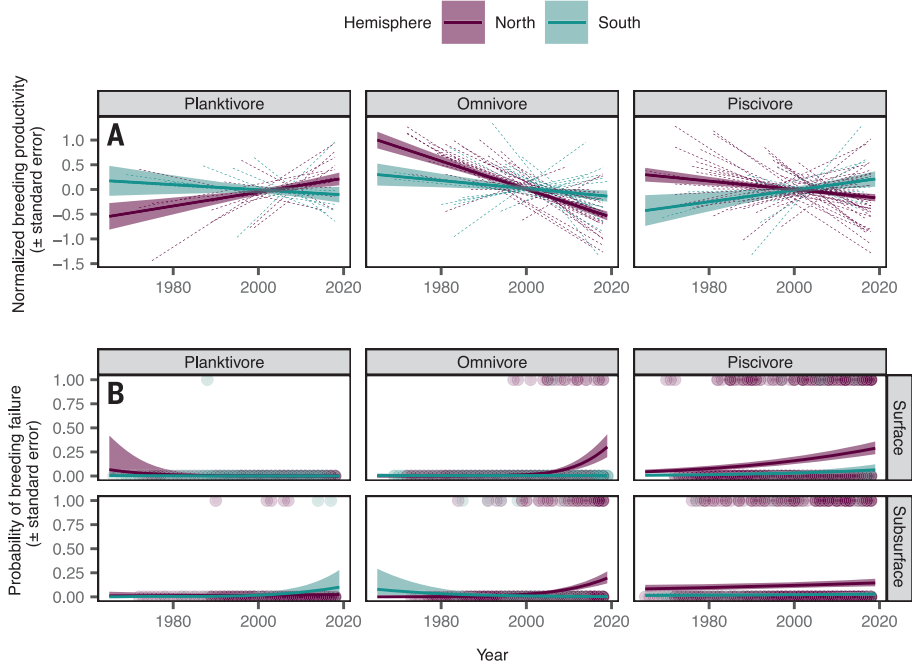 Hemisphere North South
Planktivore Omnivore Piscivore
A
Normalized breeding productivity
(± standard error)
1.0
0.5
0.0
−0.5
−1.0
−1.5
1980 2000 2020 1980 2000 2020 1980 2000 2020
Planktivore Omnivore Piscivore
B
Probability of breeding failure
(± standard error)
1.00
0.75
0.50
0.25
0.00
Surface
1.00
0.75
0.50
0.25
0.00
Subsurface
1980 2000 2020 1980 2000 2020 1980 2000 2020
Year